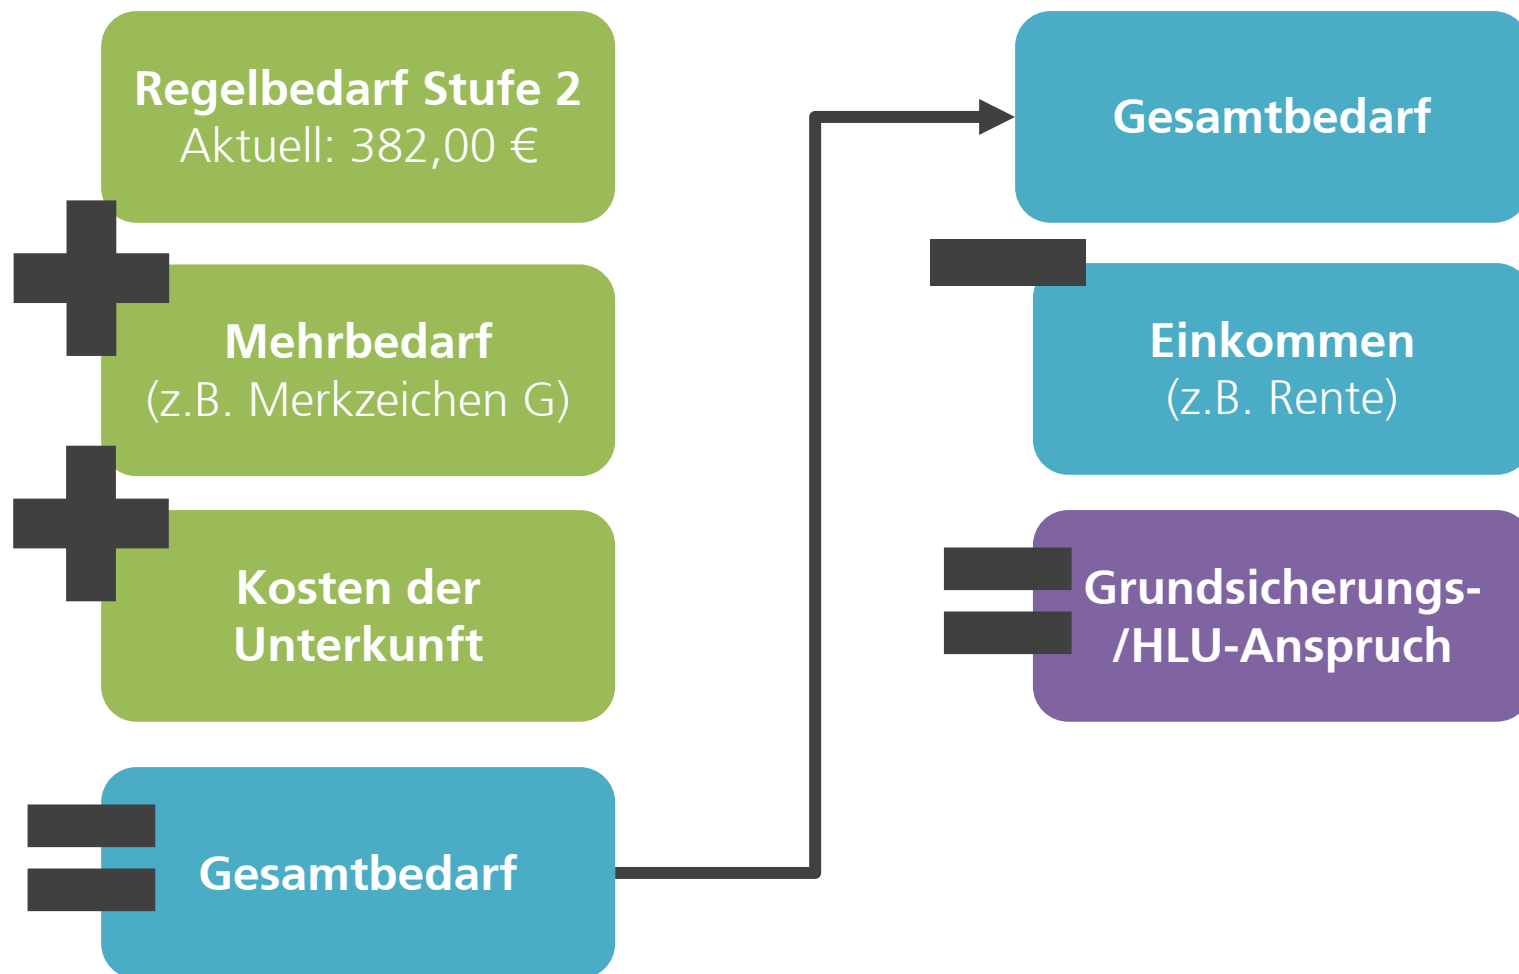 Regelbedarf Stufe 2
Aktuell: 382,00 €
Mehrbedarf
(z.B. Merkzeichen G)
Kosten der
Unterkunft
Gesamtbedarf
Gesamtbedarf
Einkommen
(z.B. Rente)
Grundsicherungs-
/HLU-Anspruch